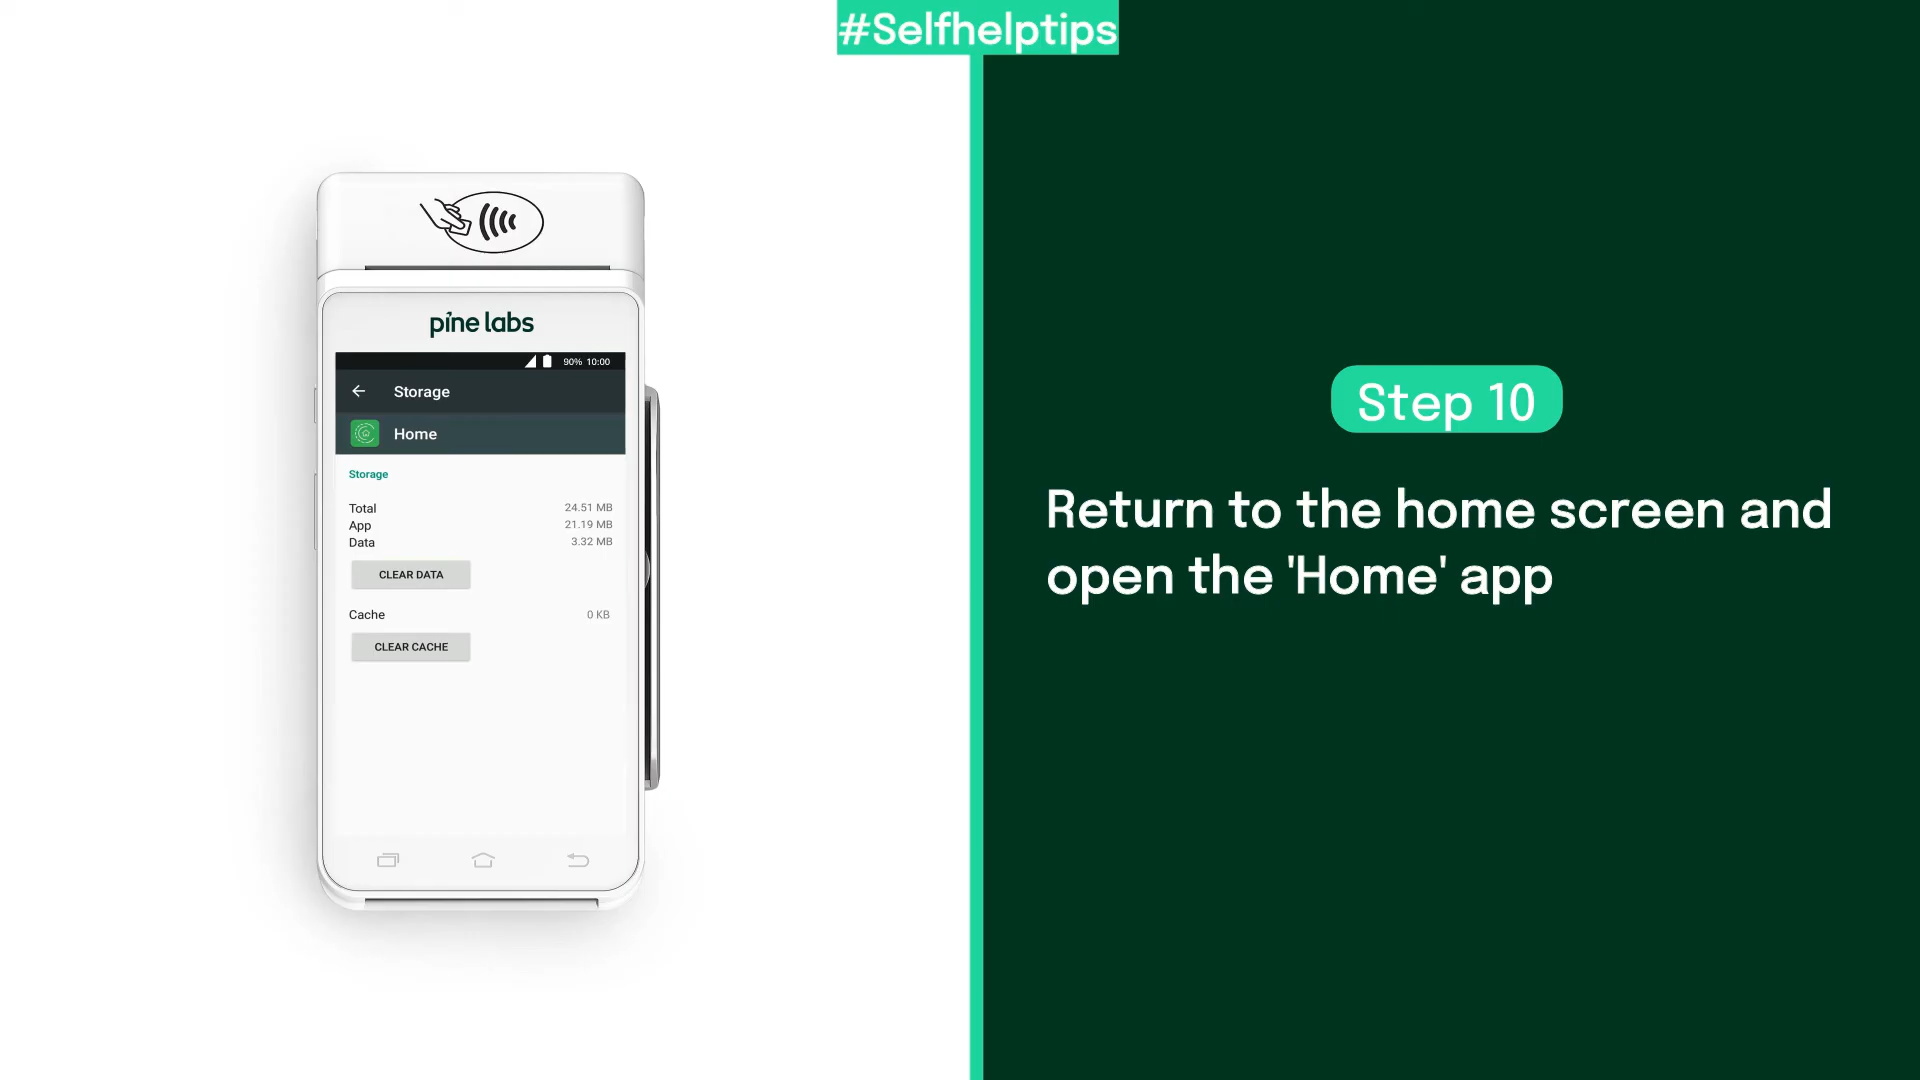 #Selfhelptips
pine labs
90% 10:00
Storage
Home
Storage
Total 24.51 MB
App 21.19 MB
Data 3.32 MB
CLEAR DATA
Cache 0 KB
CLEAR CACHE
Step 10
Return to the home screen and
open the 'Home' app